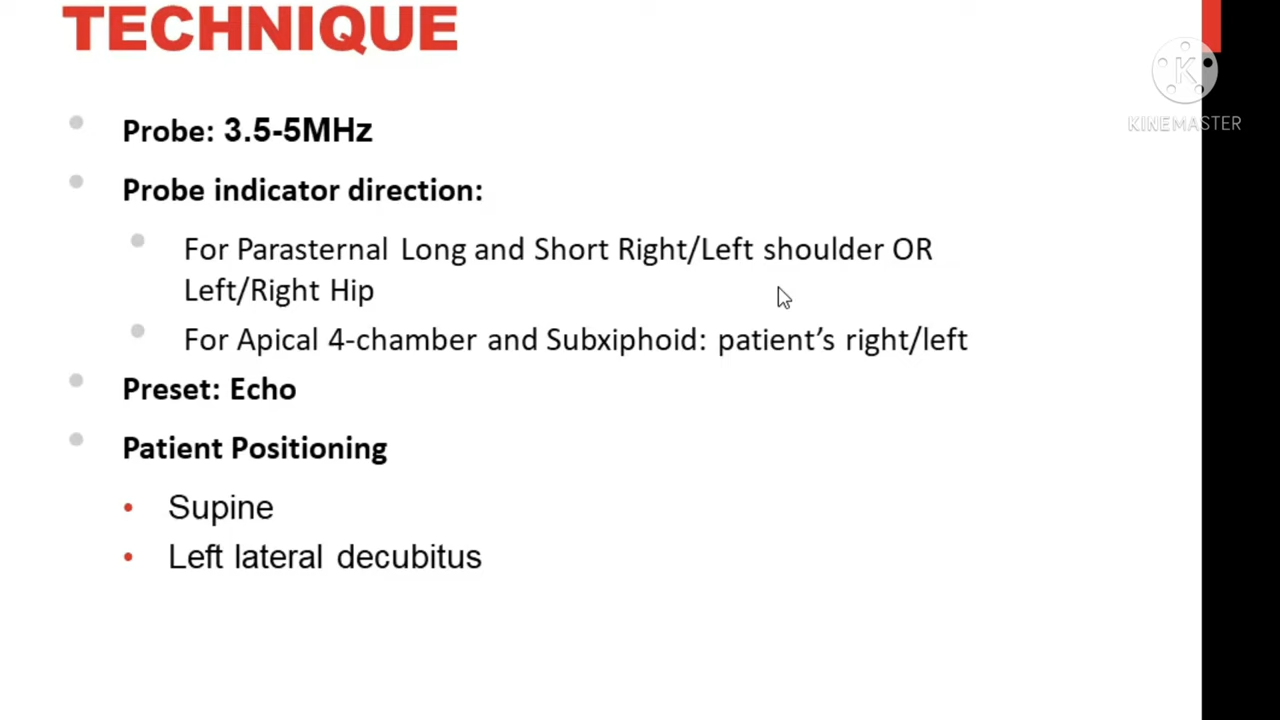 TECHNIQUE
K
KINEMASTER
Probe: 3.5-5MHz
Probe indicator direction:
For Parasternal Long and Short Right/Left shoulder OR
Left/Right Hip
For Apical 4-chamber and Subxiphoid: patient’s right/left
Preset: Echo
Patient Positioning
Supine
Left lateral decubitus